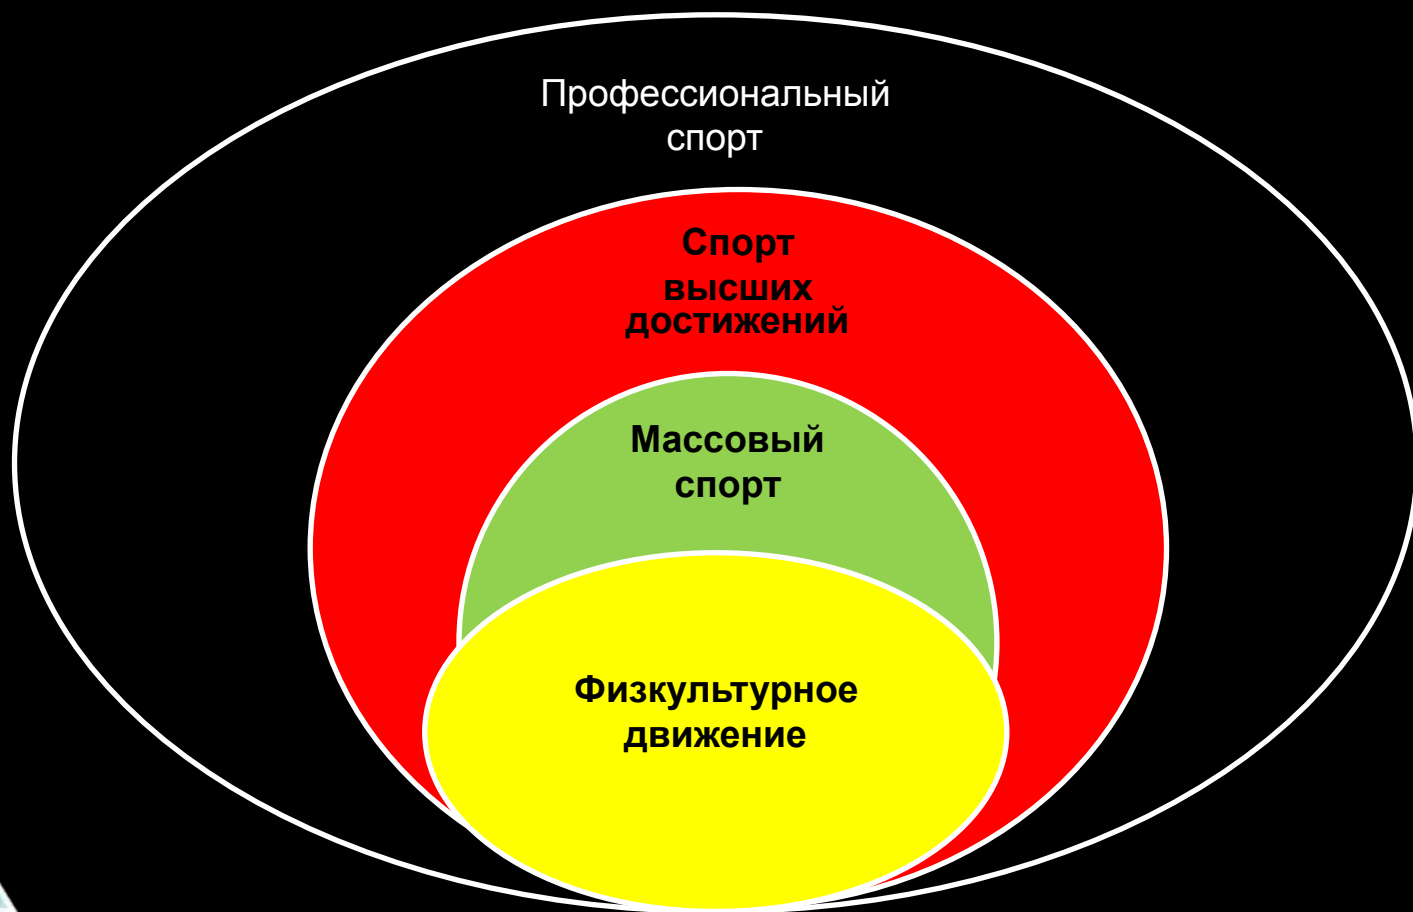 Профессиональный
спорт
Спорт
высших
достижений
Массовый
спорт
Физкультурное
движение